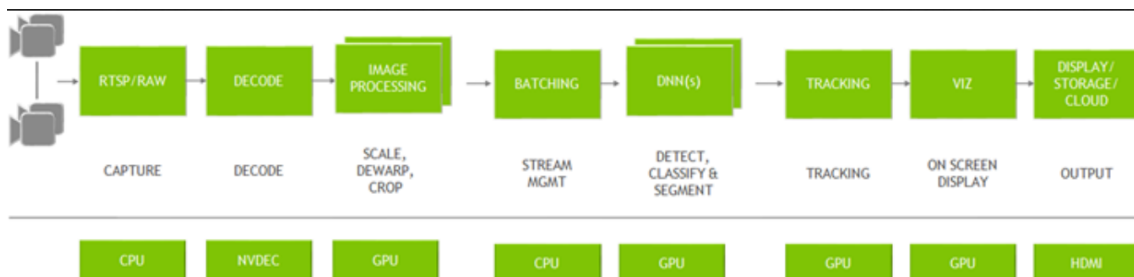 RTSP/RAW
DECODE
IMAGE
PROCESSING
BATCHING
DNN(s)
TRACKING
VIZ
DISPLAY/
STORAGE/
CLOUD
CAPTURE
DECODE
SCALE,
DEWARP,
CROP
STREAM
MGMT
DETECT,
CLASSIFY &
SEGMENT
TRACKING
ON SCREEN
DISPLAY
OUTPUT
CPU
NVDEC
GPU
CPU
GPU
GPU
GPU
HDMI